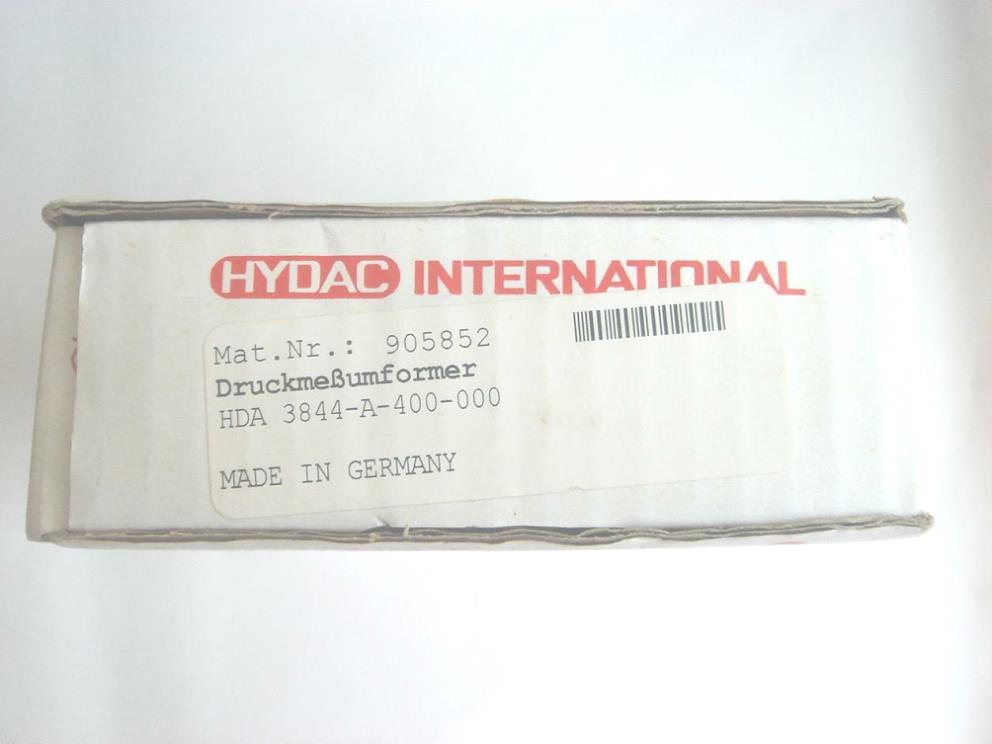 HYDAC INTERNATIONAL
Mat.Nr.: 905852
Druckmeßumformer
HDA 3844-A-400-000
MADE IN GERMANY